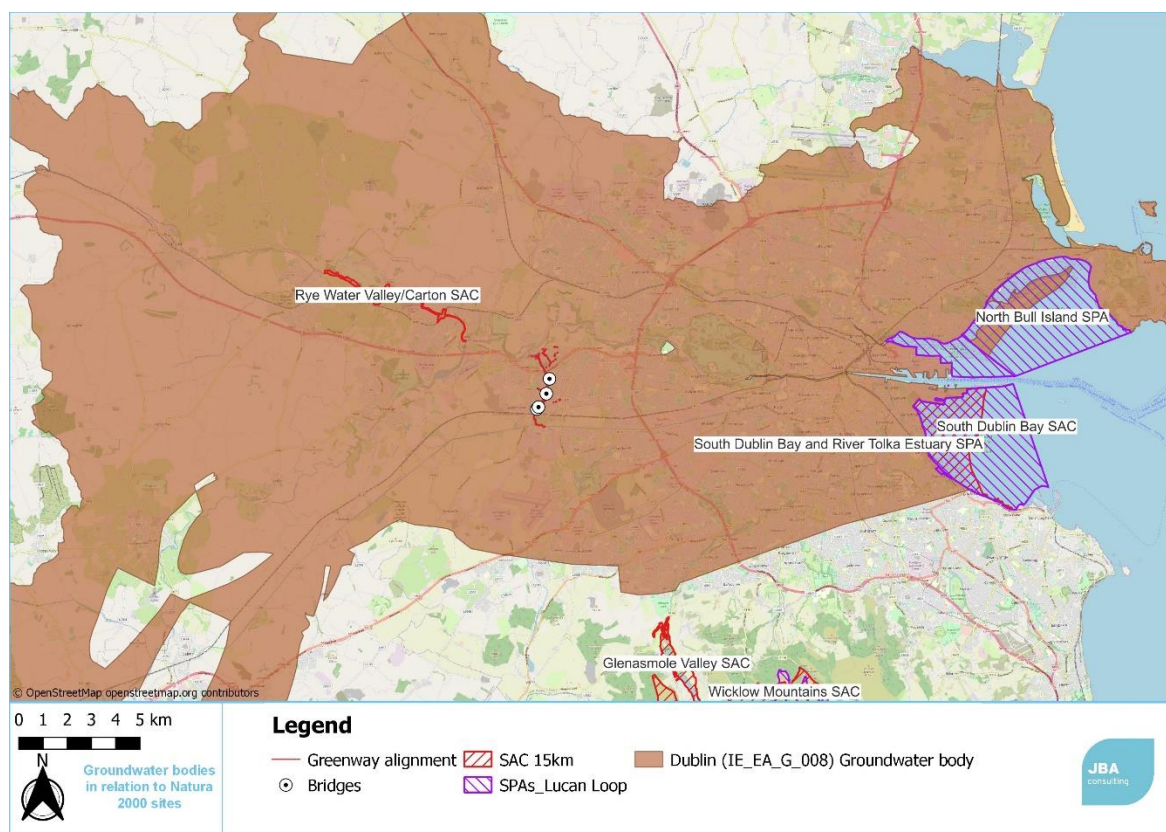 Rye Water Valley/Carton SAC
North Bull Island SPA
South Dublin Bay SAC
South Dublin Bay and River Tolka Estuary SPA
Glenasmole Valley SAC
Wicklow Mountains SAC
© OpenStreetMap openstreetmap.org contributors
0 1 2 3 4 5 km
N
Groundwater bodies
in relation to Natura
2000 sites
Legend
Greenway alignment
SAC 15km
Dublin (IE_EA_G_008) Groundwater body
Bridges
SPAs_Lucan Loop
JBA
consulting